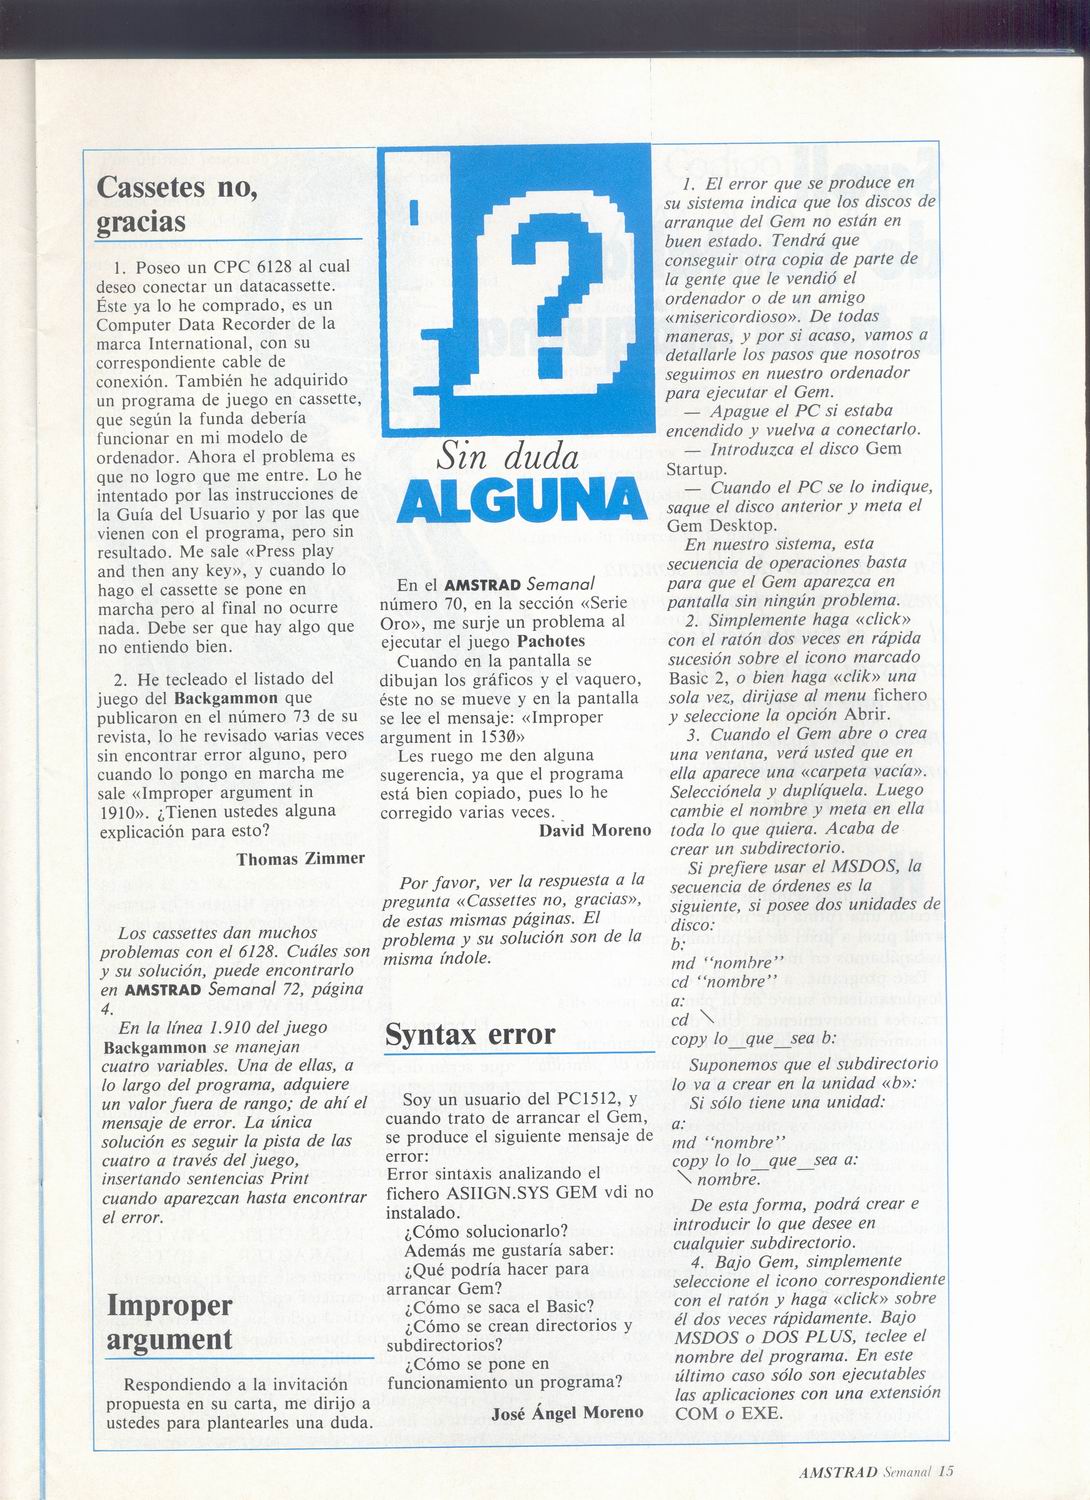 Cassetes no,
gracias
1. Poseo un CPC 6128 al cual
deseo conectar un datacassette.
Éste ya lo he comprado, es un
Computer Data Recorder de la
marca International, con su
correspondiente cable de
conexión. También he adquirido
un programa de juego en cassette,
que según la funda debería
funcionar en mi modelo de
ordenador. Ahora el problema es
que no logro que me entre. Lo he
intentado por las instrucciones de
la Guía del Usuario y por las que
vienen con el programa, pero sin
resultado. Me sale «Press play
and then any key», y cuando lo
hago el cassette se pone en
marcha pero al final no ocurre
nada. Debe ser que hay algo que
no entiendo bien.
2. He tecleado el listado del
juego del Backgammon que
publicaron en el número 73 de su
revista, lo he revisado varias veces
sin encontrar error alguno, pero
cuando lo pongo en marcha me
sale «Improper argument in
1910». ¿Tienen ustedes alguna
explicación para esto?
Thomas Zimmer
Los cassettes dan muchos
problemas con el 6128. Cuáles son
y su solución, puede encontrarlo
en AMSTRAD Semanal 72, página
4.
En la línea 1.910 del juego
Backgammon se manejan
cuatro variables. Una de ellas, a
lo largo del programa, adquiere
un valor fuera de rango; de ahí el
mensaje de error. La única
solución es seguir la pista de las
cuatro a través del juego,
insertando sentencias Print
cuando aparezcan hasta encontrar
el error.
Improper
argument
Respondiendo a la invitación
propuesta en su carta, me dirijo a
ustedes para plantearles una duda.
Sin duda
ALGUNA
En el AMSTRAD Semanal
número 70, en la sección «Serie
Oro», me surje un problema al
ejecutar el juego Pachotes
Cuando en la pantalla se
dibujan los gráficos y el vaquero,
éste no se mueve y en la pantalla
se lee el mensaje: «Improper
argument in 1530»
Les ruego me den alguna
sugerencia, ya que el programa
está bien copiado, pues lo he
corregido varias veces.
David Moreno
Por favor, ver la respuesta a la
pregunta «Cassettes no, gracias»,
de estas mismas páginas. El
problema y su solución son de la
misma índole.
Syntax error
Soy un usuario del PC1512, y
cuando trato de arrancar el Gem,
se produce el siguiente mensaje de
error:
Error sintaxis analizando el
fichero ASIIGN.SYS GEM vdi no
instalado.
¿Cómo solucionarlo?
Además me gustaría saber:
¿Qué podría hacer para
arrancar Gem?
¿Cómo se saca el Basic?
¿Cómo se crean directorios y
subdirectorios?
¿Cómo se pone en
funcionamiento un programa?
José Ángel Moreno
1. El error que se produce en
su sistema indica que los discos de
arranque del Gem no están en
buen estado. Tendrá que
conseguir otra copia de parte de
la gente que le vendió el
ordenador o de un amigo
«misericordioso». De todas
maneras, y por si acaso, vamos a
detallarle los pasos que nosotros
seguimos en nuestro ordenador
para ejecutar el Gem.
— Apague el PC si estaba
encendido y vuelva a conectarlo.
— Introduzca el disco Gem
Startup.
— Cuando el PC se lo indique,
saque el disco anterior y meta el
Gem Desktop.
En nuestro sistema, esta
secuencia de operaciones basta
para que el Gem aparezca en
pantalla sin ningún problema.
2. Simplemente haga «click»
con el ratón dos veces en rápida
sucesión sobre el icono marcado
Basic 2, o bien haga «clik» una
sola vez, dirijase al menu fichero
y seleccione la opción Abrir.
3. Cuando el Gem abre o crea
una ventana, verá usted que en
ella aparece una «carpeta vacía».
Selecciónela y duplíquela. Luego
cambie el nombre y meta en ella
toda lo que quiera. Acaba de
crear un subdirectorio.
Si prefiere usar el MSDOS, la
secuencia de órdenes es la
siguiente, si posee dos unidades de
disco:
b:
md “nombre”
cd “nombre”
a:
cd \
copy lo__que__sea b:
Suponemos que el subdirectorio
lo va a crear en la unidad «b»:
Si sólo tiene una unidad:
a:
md “nombre”
copy lo lo__que__sea a:
\ nombre.
De esta forma, podrá crear e
introducir lo que desee en
cualquier subdirectorio.
4. Bajo Gem, simplemente
seleccione el icono correspondiente
con el ratón y haga «click» sobre
él dos veces rápidamente. Bajo
MSDOS o DOS PLUS, teclee el
nombre del programa. En este
último caso sólo son ejecutables
las aplicaciones con una extensión
COM o EXE.
AMSTRAD Semanal 15